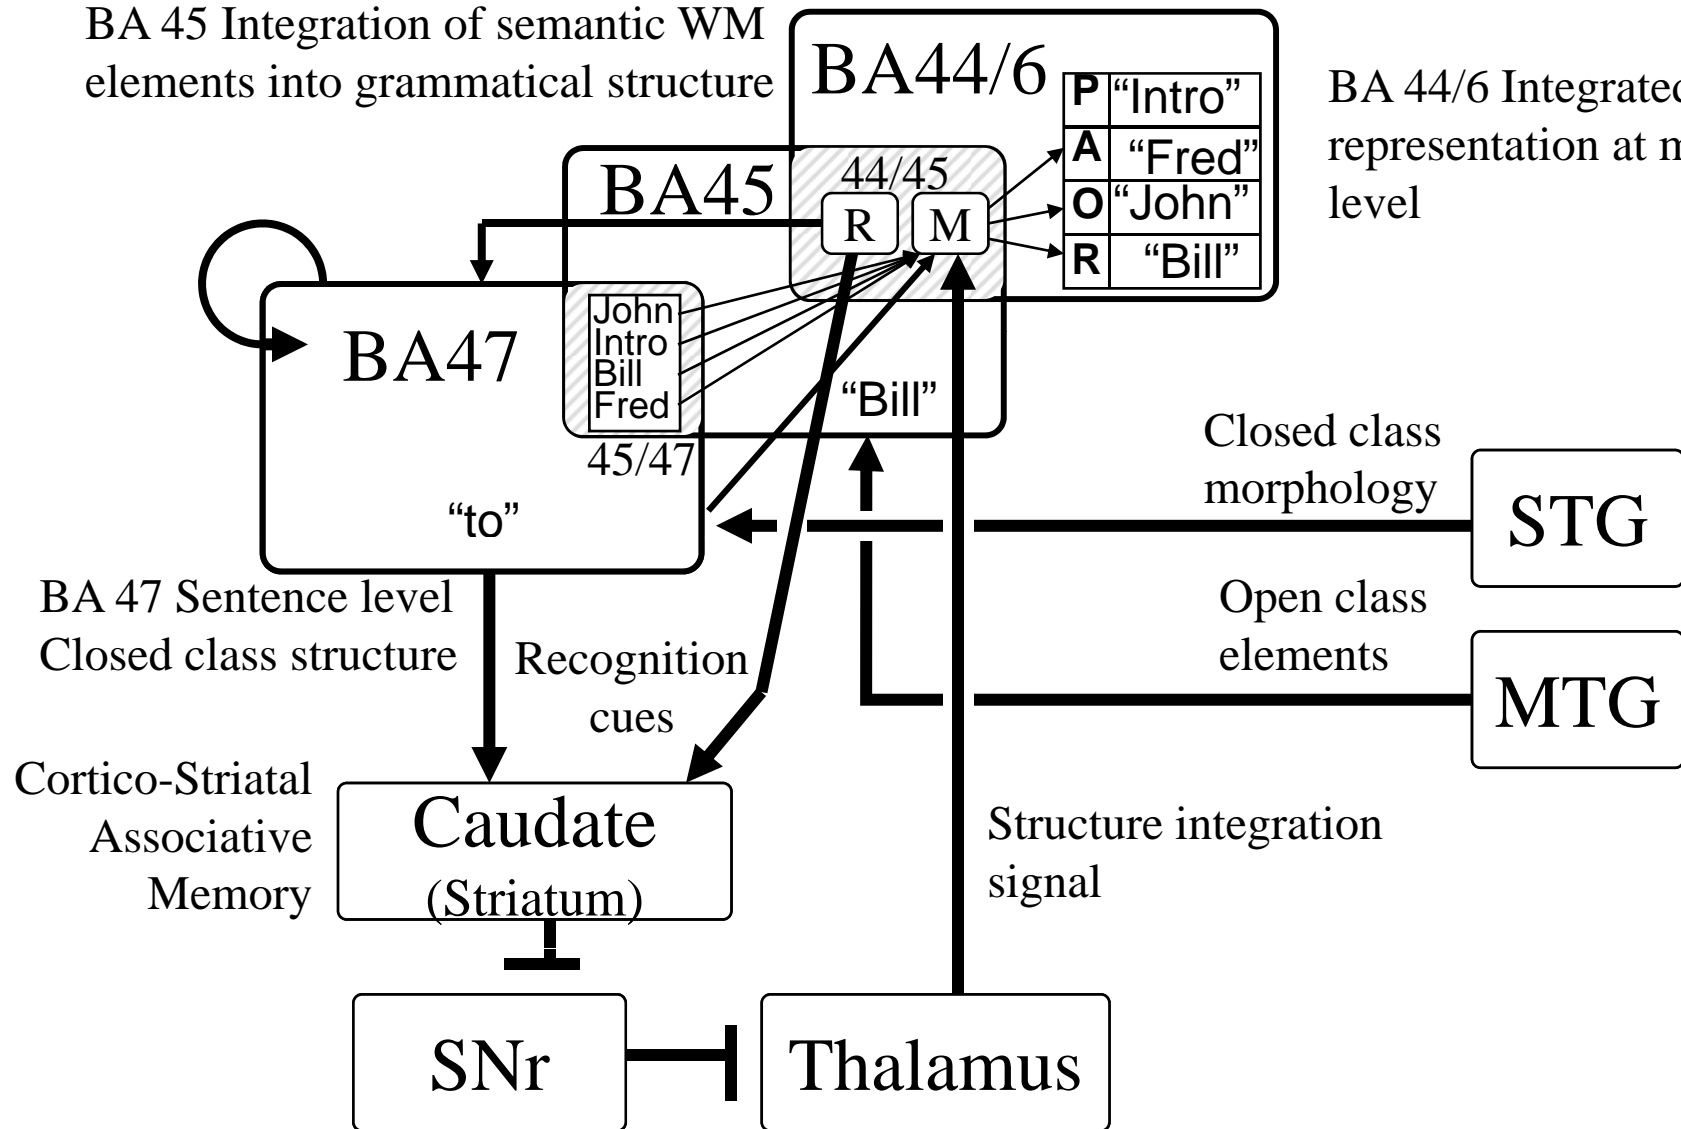 BA 45 Integration of semantic WM
elements into grammatical structure
BA44/6
P "Intro"
A "Fred"
O "John"
R "Bill"
BA 44/6 Integrated
representation at
level
BA45
44/45
R M
BA47
John
Intro
Bill
Fred
45/47
"Bill"
"to"
Closed class
morphology
STG
Open class
elements
MTG
BA 47 Sentence level
Closed class structure
Recognition
cues
Cortico-Striatal
Associative
Memory
Caudate
(Striatum)
Structure integration
signal
SNr
Thalamus